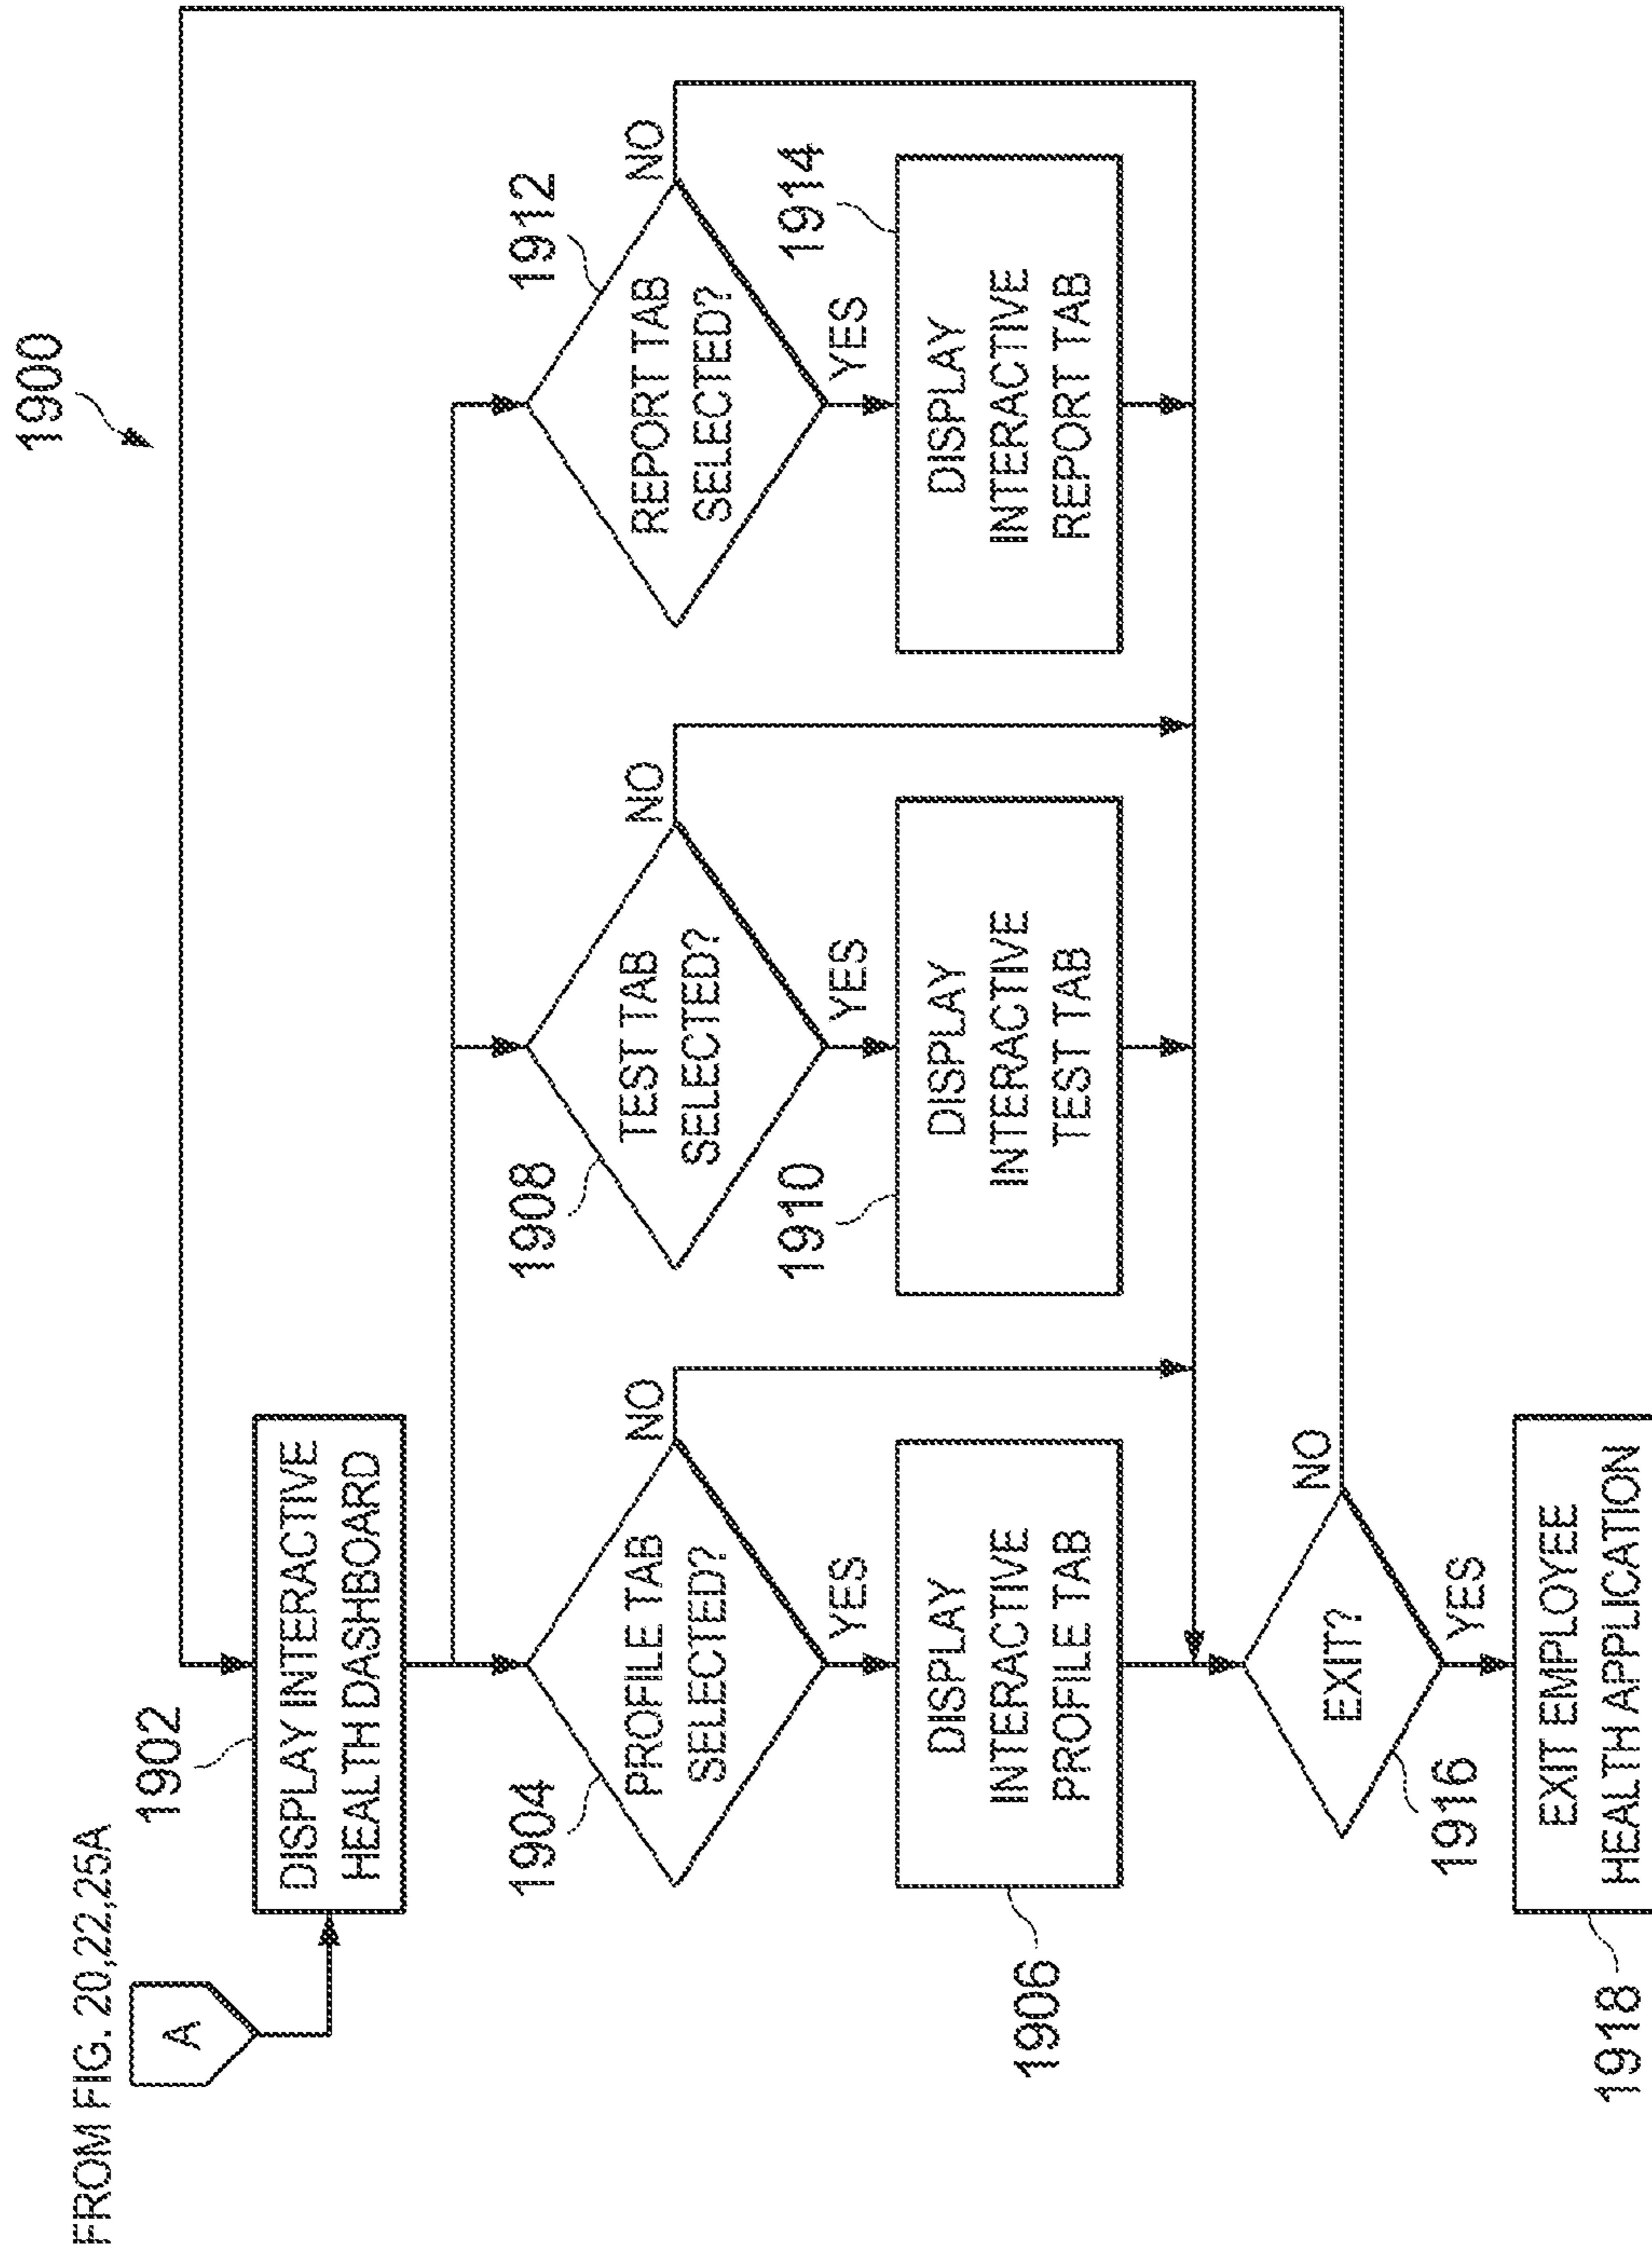 1900
FROM FIG. 20,22,25A
A
1902
DISPLAY INTERACTIVE
HEALTH DASHBOARD
1904
PROFILE TAB
SELECTED?
NO
YES
1906
DISPLAY
INTERACTIVE
PROFILE TAB
1908
TEST TAB
SELECTED?
NO
YES
1910
DISPLAY
INTERACTIVE
TEST TAB
1912
REPORT TAB
SELECTED?
NO
YES
1914
DISPLAY
INTERACTIVE
REPORT TAB
1916
EXIT?
NO
YES
1918
EXIT EMPLOYEE
HEALTH APPLICATION